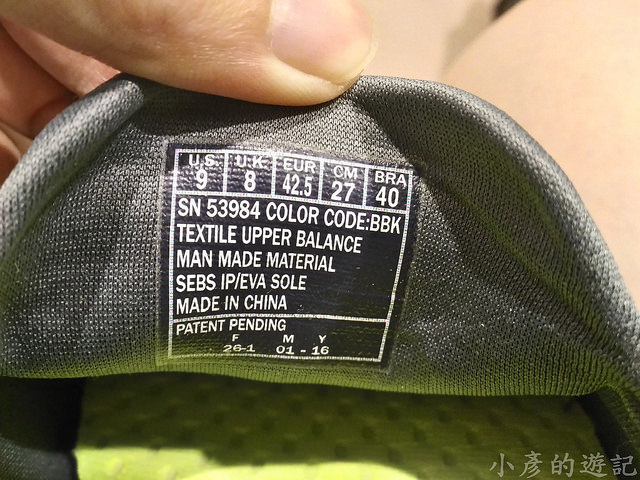 U.S. U.K. EUR CM BRA
9 8 42.5 27 40
SN 53984 COLOR CODE:BBK
TEXTILE UPPER BALANCE
MAN MADE MATERIAL
SEBS IP/EVA SOLE
MADE IN CHINA
PATENT PENDING
F M Y
26-1 01 - 16
小彥的遊記